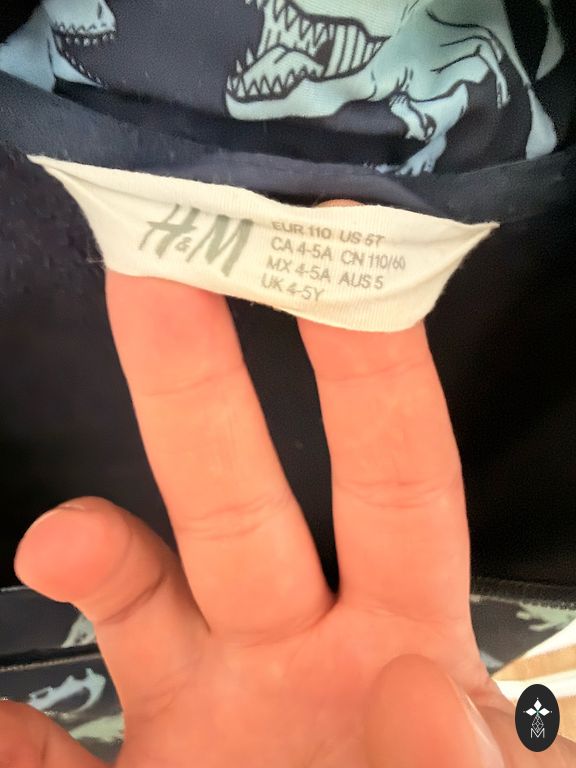 H&M
EUR 110 US 5T
CA 4-5A CN 110/60
MX 4-5A AUS 5
UK 4-5Y
M